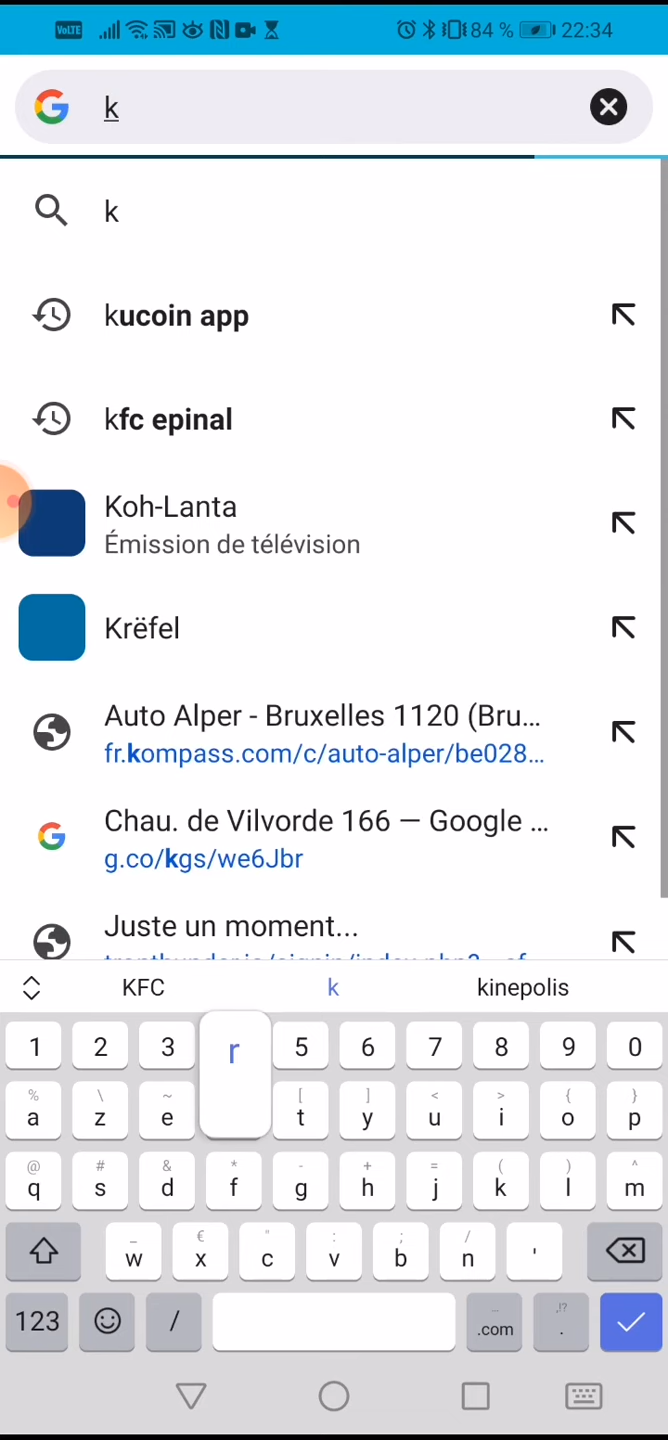 VoLTE 84 % 22:34
k
k
kucoin app
kfc epinal
Koh-Lanta
Émission de télévision
Krëfel
Auto Alper - Bruxelles 1120 (Bru...
fr.kompass.com/c/auto-alper/be028...
Chau. de Vilvorde 166 — Google ...
g.co/kgs/we6Jbr
Juste un moment...
KFC k kinepolis
1 2 3 r 5 6 7 8 9 0
% \ ~ [ ] < > { }
a z e t y u i o p
@ # & * - + = ( ) ^
q s d f g h j k l m
_ € " : ; /
w x c v b n '
123 / .com ,!? .